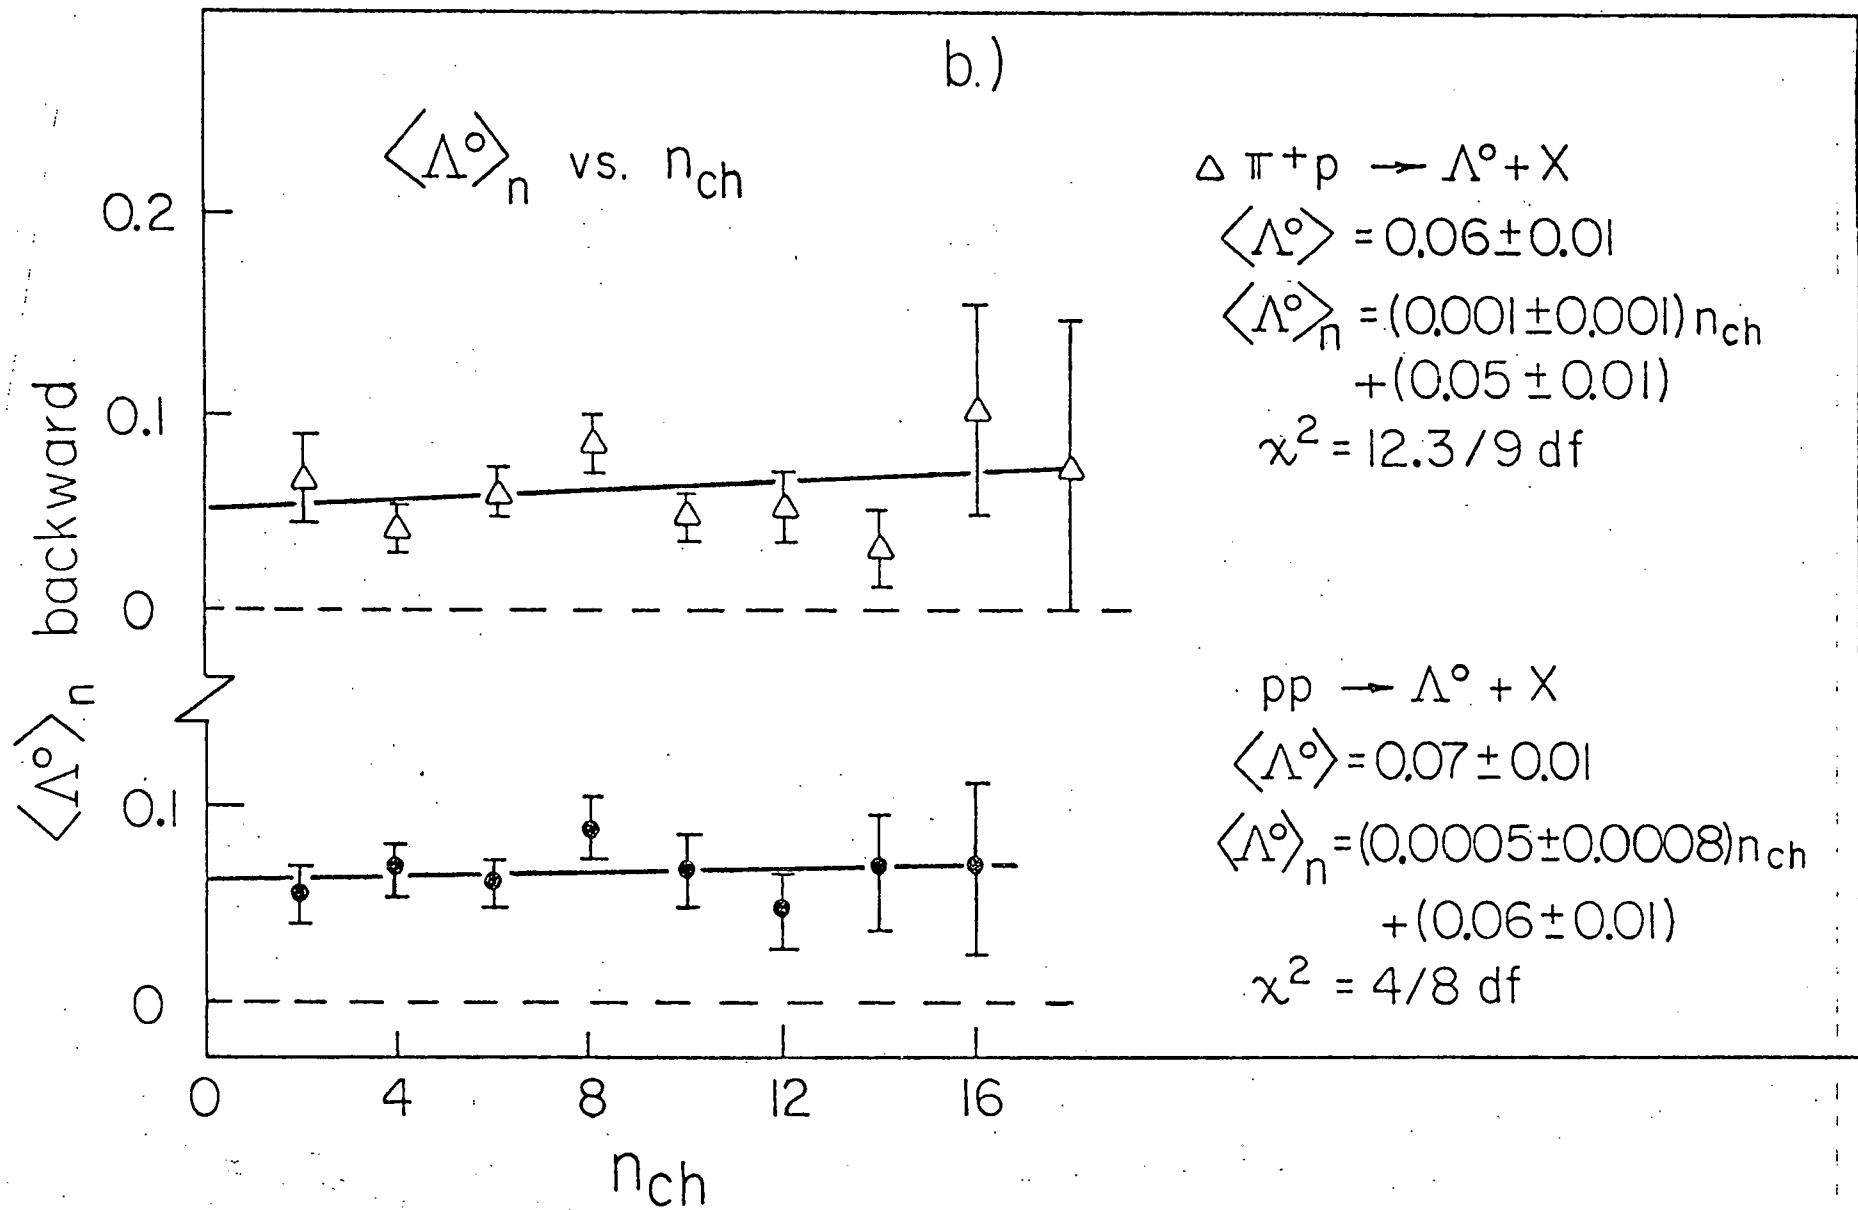 b.)
⟨Λ°⟩n vs. nch
△ π+p → Λ° + X
⟨Λ°⟩ = 0.06 ± 0.01
⟨Λ°⟩n = (0.001 ± 0.001) nch
+ (0.05 ± 0.01)
χ² = 12.3 / 9 df
0.2
0.1
0
pp → Λ° + X
⟨Λ°⟩ = 0.07 ± 0.01
⟨Λ°⟩n = (0.0005 ± 0.0008) nch
+ (0.06 ± 0.01)
χ² = 4/8 df
0.1
0
⟨Λ°⟩n backward
0 4 8 12 16
nch